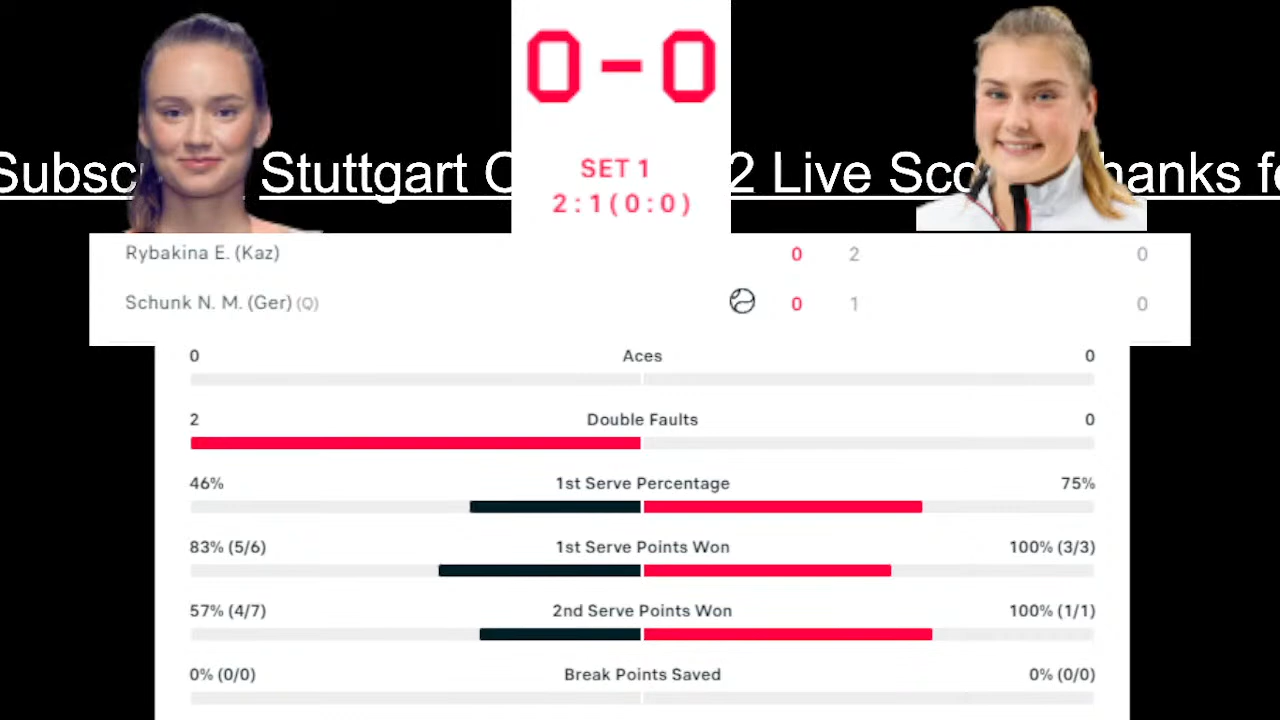 0 - 0
Stuttgart 2 Live
SET 1
2 : 1 ( 0 : 0 )
Rybakina E. (Kaz) 0 2 0
Schunk N. M. (Ger) (Q) 0 1 0
0 Aces 0
2 Double Faults 0
46% 1st Serve Percentage 75%
83% (5/6) 1st Serve Points Won 100% (3/3)
57% (4/7) 2nd Serve Points Won 100% (1/1)
0% (0/0) Break Points Saved 0% (0/0)